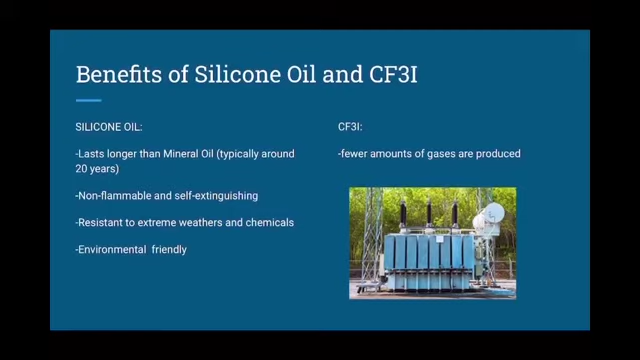 Benefits of Silicone Oil and CF3I
SILICONE OIL:
-Lasts longer than Mineral Oil (typically around
20 years)
-Non-flammable and self-extinguishing
-Resistant to extreme weathers and chemicals
-Environmental friendly
CF3I:
-fewer amounts of gases are produced